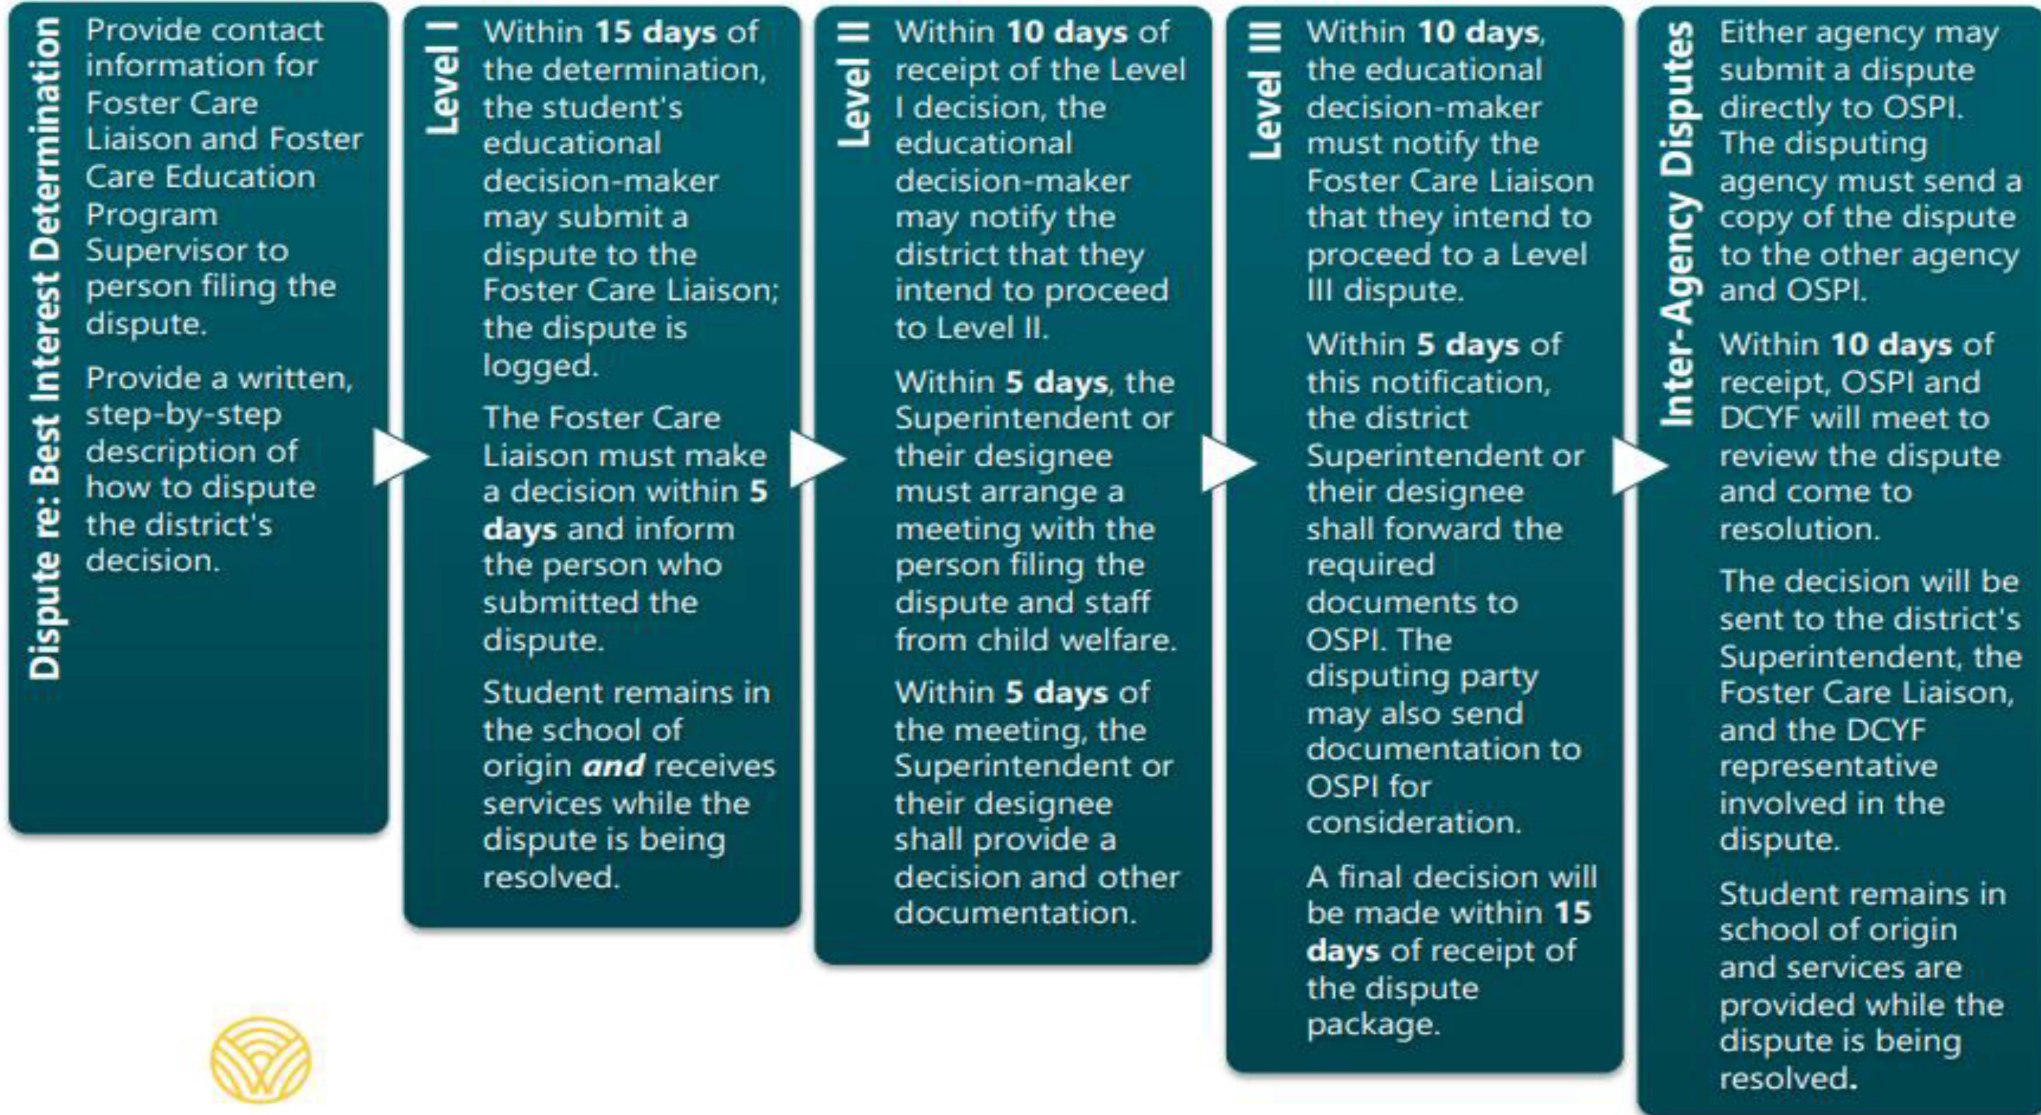 Dispute re: Best Interest Determination
Provide contact
information for
Foster Care
Liaison and Foster
Care Education
Program
Supervisor to
person filing the
dispute.
Provide a written,
step-by-step
description of
how to dispute
the district's
decision.
Level I
Within 15 days of
the determination,
the student's
educational
decision-maker
may submit a
dispute to the
Foster Care Liaison;
the dispute is
logged.
The Foster Care
Liaison must make
a decision within 5
days and inform
the person who
submitted the
dispute.
Student remains in
the school of
origin and receives
services while the
dispute is being
resolved.
Level II
Within 10 days of
receipt of the Level
I decision, the
educational
decision-maker
may notify the
district that they
intend to proceed
to Level II.
Within 5 days, the
Superintendent or
their designee
must arrange a
meeting with the
person filing the
dispute and staff
from child welfare.
Within 5 days of
the meeting, the
Superintendent or
their designee
shall provide a
decision and other
documentation.
Level III
Within 10 days,
the educational
decision-maker
must notify the
Foster Care Liaison
that they intend to
proceed to a Level
III dispute.
Within 5 days of
this notification,
the district
Superintendent or
their designee
shall forward the
required
documents to
OSPI. The
disputing party
may also send
documentation to
OSPI for
consideration.
A final decision will
be made within 15
days of receipt of
the dispute
package.
Inter-Agency Disputes
Either agency may
submit a dispute
directly to OSPI.
The disputing
agency must send a
copy of the dispute
to the other agency
and OSPI.
Within 10 days of
receipt, OSPI and
DCYF will meet to
review the dispute
and come to
resolution.
The decision will be
sent to the district's
Superintendent, the
Foster Care Liaison,
and the DCYF
representative
involved in the
dispute.
Student remains in
school of origin
and services are
provided while the
dispute is being
resolved.